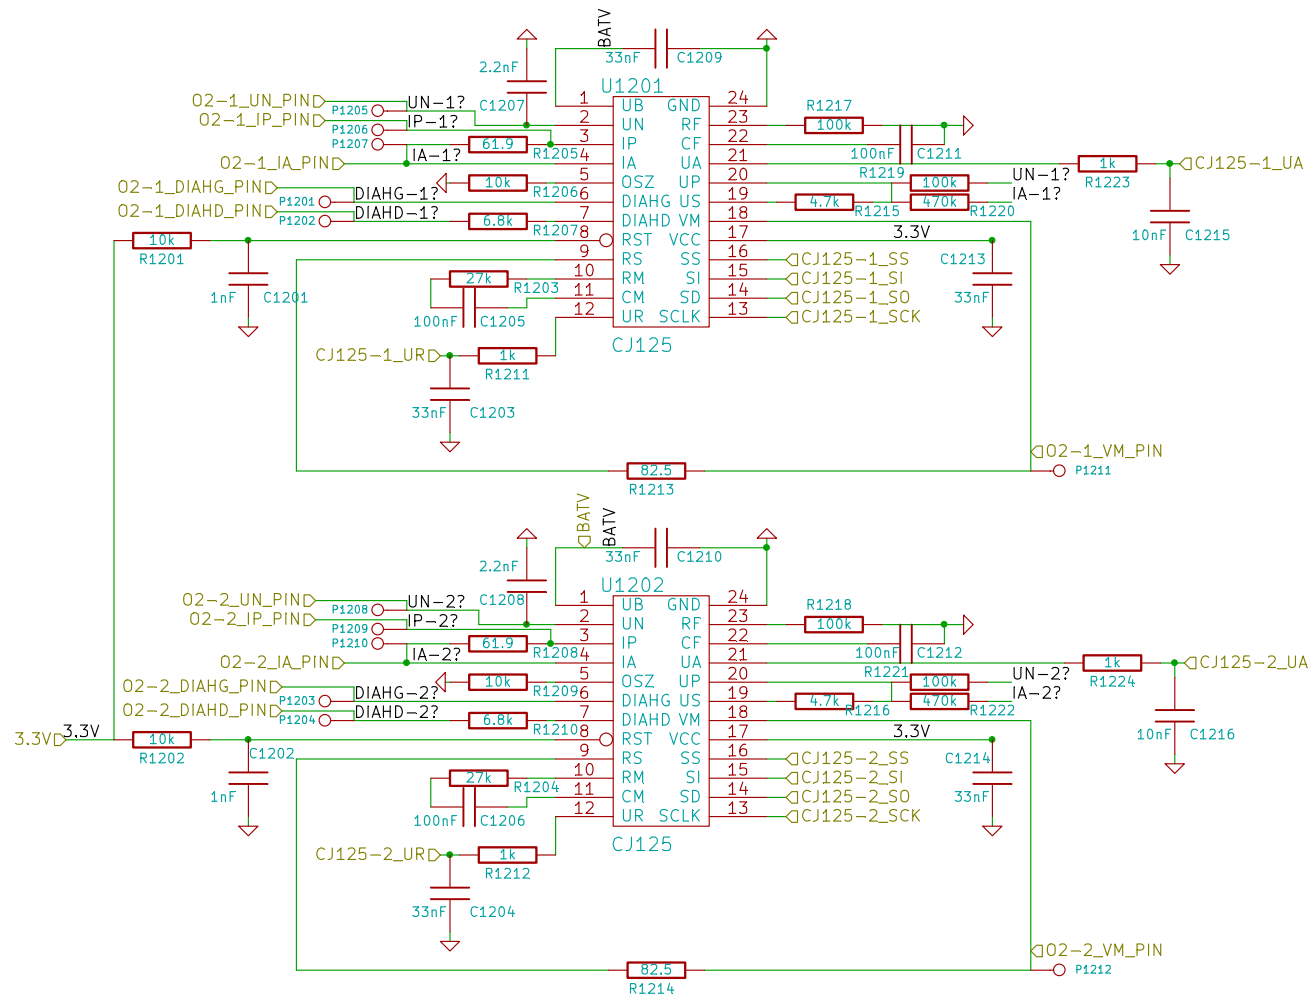 BATV
33nF C1209
2.2nF
C1207
U1201
O2-1_UN_PIN
P1205
UN-1?
O2-1_IP_PIN
P1206
IP-1?
P1207
61.9
R1205
O2-1_IA_PIN
IA-1?
10k
R1206
O2-1_DIAHG_PIN
P1201
DIAHG-1?
O2-1_DIAHD_PIN
P1202
DIAHD-1?
6.8k
R1207
10k
R1201
1nF C1201
27k
R1203
100nF C1205
CJ125-1_UR
1k
R1211
33nF C1203
1 UB GND 24
2 UN RF 23
3 IP CF 22
4 IA UA 21
5 OSZ UP 20
6 DIAHG US 19
7 DIAHD VM 18
8 RST VCC 17
9 RS SS 16
10 RM SI 15
11 CM SD 14
12 UR SCLK 13
CJ125
R1217
100k
100nF C1211
R1219
100k
UN-1?
IA-1?
4.7k
R1215
470k
R1220
1k
R1223
CJ125-1_UA
10nF C1215
3.3V
C1213
33nF
CJ125-1_SS
CJ125-1_SI
CJ125-1_SO
CJ125-1_SCK
O2-1_VM_PIN
P1211
82.5
R1213
BATV
BATV
33nF C1210
2.2nF
C1208
U1202
O2-2_UN_PIN
P1208
UN-2?
O2-2_IP_PIN
P1209
IP-2?
P1210
61.9
R1208
O2-2_IA_PIN
IA-2?
10k
R1209
O2-2_DIAHG_PIN
P1203
DIAHG-2?
O2-2_DIAHD_PIN
P1204
DIAHD-2?
6.8k
R1210
3.3V
3.3V
10k
R1202
C1202
1nF
27k
R1204
100nF C1206
CJ125-2_UR
1k
R1212
33nF C1204
1 UB GND 24
2 UN RF 23
3 IP CF 22
4 IA UA 21
5 OSZ UP 20
6 DIAHG US 19
7 DIAHD VM 18
8 RST VCC 17
9 RS SS 16
10 RM SI 15
11 CM SD 14
12 UR SCLK 13
CJ125
R1218
100k
100nF C1212
R1221
100k
UN-2?
IA-2?
4.7k
R1216
470k
R1222
1k
R1224
CJ125-2_UA
10nF C1216
3.3V
C1214
33nF
CJ125-2_SS
CJ125-2_SI
CJ125-2_SO
CJ125-2_SCK
O2-2_VM_PIN
P1212
82.5
R1214